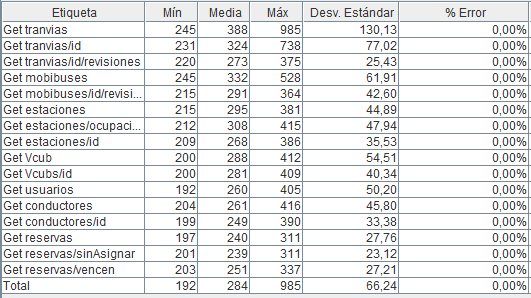 Etiqueta Mín Media Máx Desv. Estándar % Error
Get tranvias 245 388 985 130,13 0,00%
Get tranvias/id 231 324 738 77,02 0,00%
Get tranvias/id/revisiones 220 273 375 25,43 0,00%
Get mobibuses 245 332 528 61,91 0,00%
Get mobibuses/id/revisi... 215 291 364 42,60 0,00%
Get estaciones 215 295 381 44,89 0,00%
Get estaciones/ocupaci... 212 308 415 47,94 0,00%
Get estaciones/id 209 268 386 35,53 0,00%
Get Vcub 200 288 412 54,51 0,00%
Get Vcubs/id 200 281 409 40,34 0,00%
Get usuarios 192 260 405 50,20 0,00%
Get conductores 204 261 416 45,80 0,00%
Get conductores/id 199 249 390 33,38 0,00%
Get reservas 197 240 311 27,76 0,00%
Get reservas/sinAsignar 201 239 311 23,12 0,00%
Get reservas/vencen 203 251 337 27,21 0,00%
Total 192 284 985 66,24 0,00%